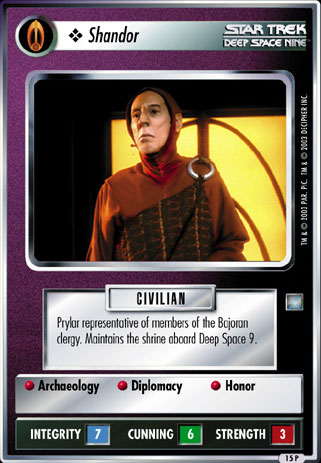 ❖ Shandor
STAR TREK
DEEP SPACE NINE
TM & © 2003 PAR. PIC. TM & © 2003 DECIPHER INC.
CIVILIAN
Prylar representative of members of the Bajoran
clergy. Maintains the shrine aboard Deep Space 9.
Archaeology Diplomacy Honor
INTEGRITY 7 CUNNING 6 STRENGTH 3
15 P